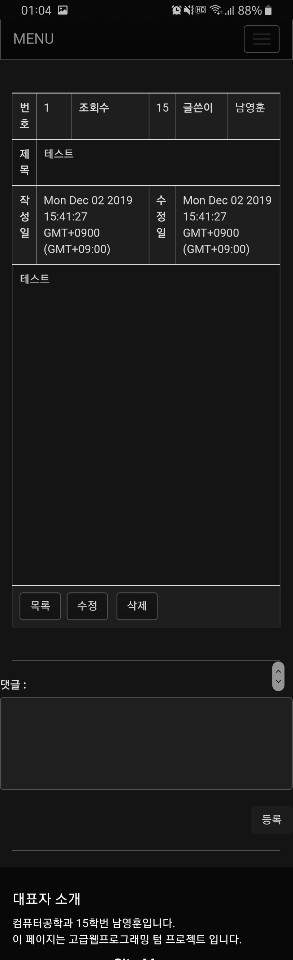 01:04 88%
MENU
번호 1 조회수 15 글쓴이 남영훈
제목 테스트
작성일 Mon Dec 02 2019 15:41:27 GMT+0900 (GMT+09:00) 수정일 Mon Dec 02 2019 15:41:27 GMT+0900 (GMT+09:00)
테스트
목록 수정 삭제
댓글 :
등록
대표자 소개
컴퓨터공학과 15학번 남영훈입니다.
이 페이지는 고급웹프로그래밍 텀 프로젝트 입니다.